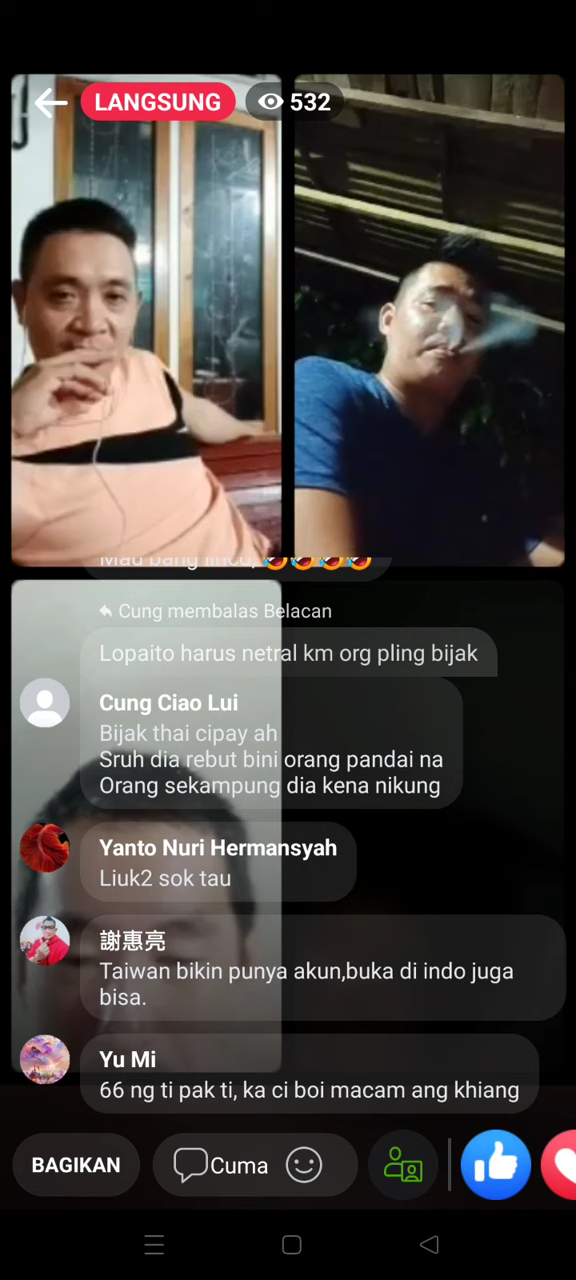 LANGSUNG
532
Mau bang
Cung membalas Belacan
Lopaito harus netral km org pling bijak
Cung Ciao Lui
Bijak thai cipay ah
Sruh dia rebut bini orang pandai na
Orang sekampung dia kena nikung
Yanto Nuri Hermansyah
Liuk2 sok tau
謝惠亮
Taiwan bikin punya akun,buka di indo juga
bisa.
Yu Mi
66 ng ti pak ti, ka ci boi macam ang khiang
BAGIKAN
Cuma